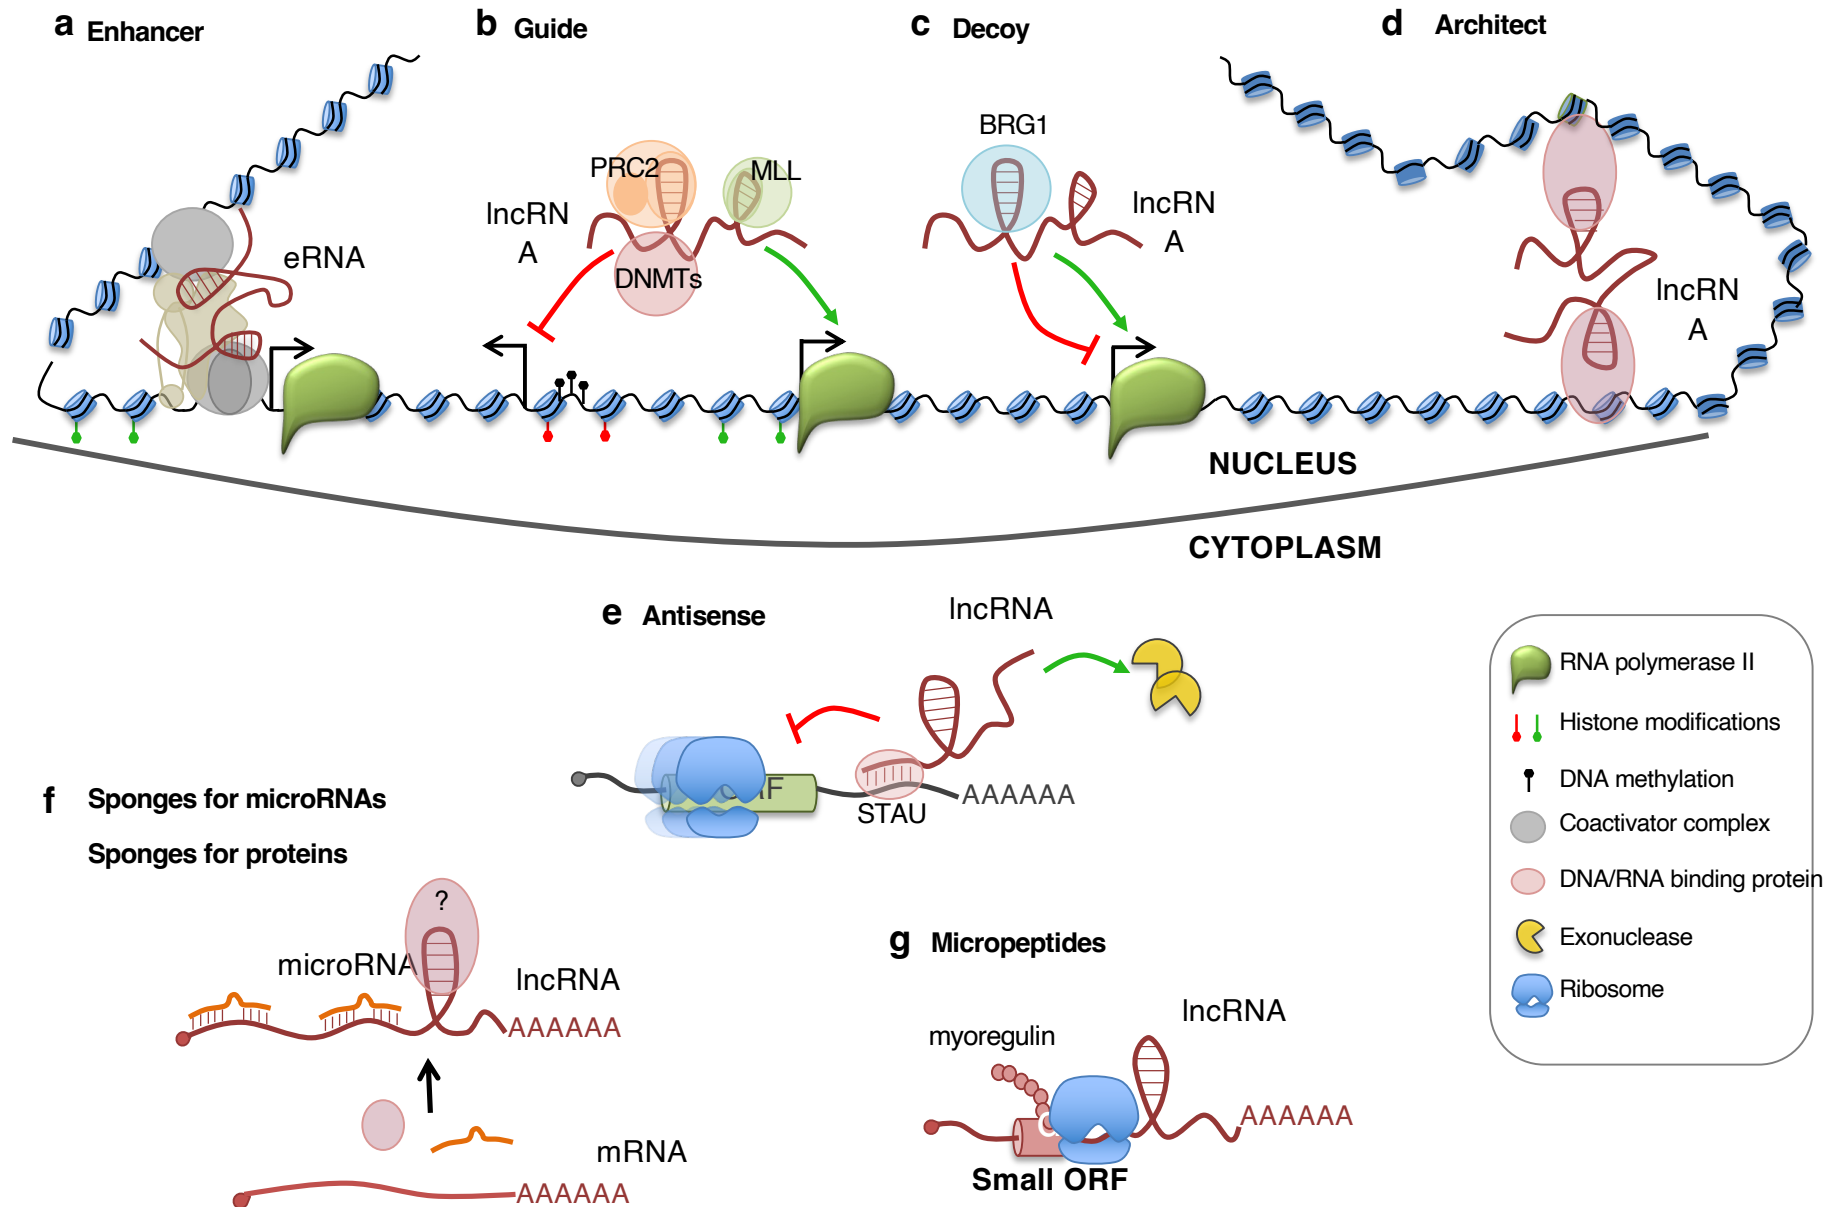 a Enhancer
b Guide
c Decoy
d Architect
BRG1
PRC2
MLL
lncRN
A
lncRN
A
eRNA
DNMTs
lncRN
A
NUCLEUS
CYTOPLASM
e Antisense
lncRNA
STAU
AAAAAA
RNA polymerase II
Histone modifications
DNA methylation
Coactivator complex
DNA/RNA binding protein
Exonuclease
Ribosome
f Sponges for microRNAs
Sponges for proteins
?
microRNA
lncRNA
AAAAAA
mRNA
AAAAAA
g Micropeptides
lncRNA
myoregulin
AAAAAA
Small ORF